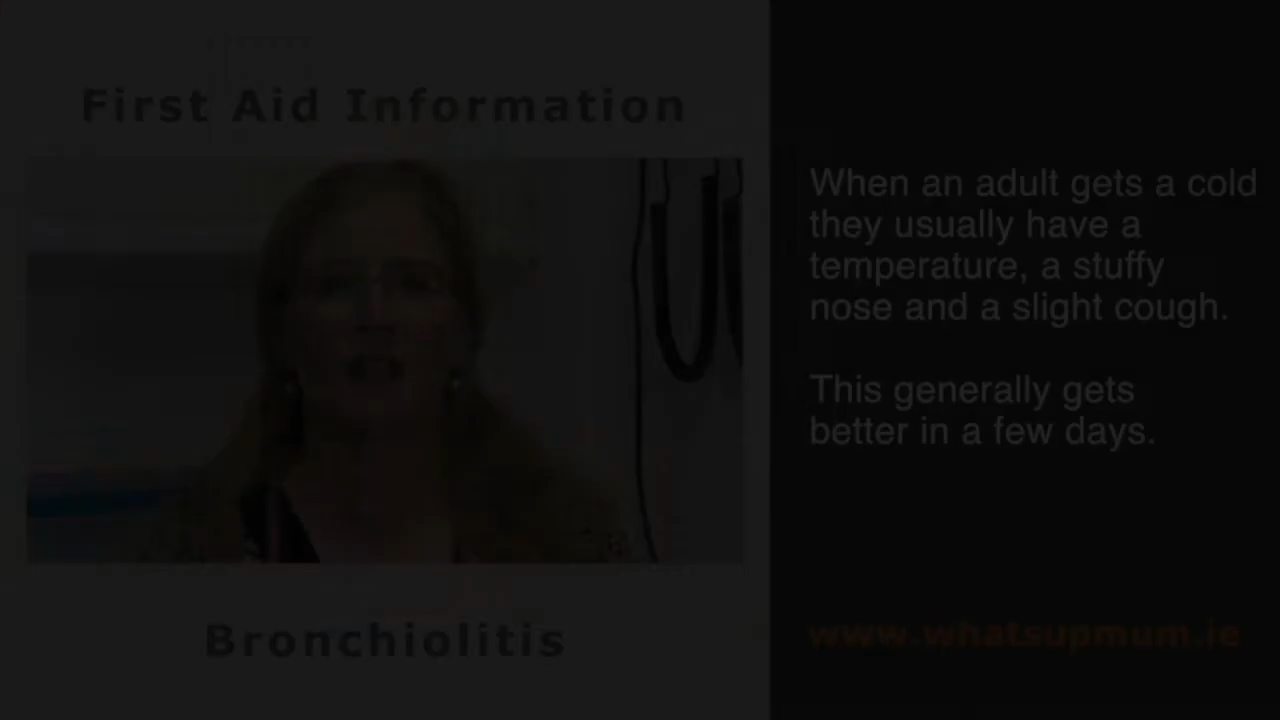 First Aid Information
When an adult gets a cold
they usually have a
temperature, a stuffy
nose and a slight cough.
This generally gets
better in a few days.
Bronchiolitis
www.whatsupmum.ie